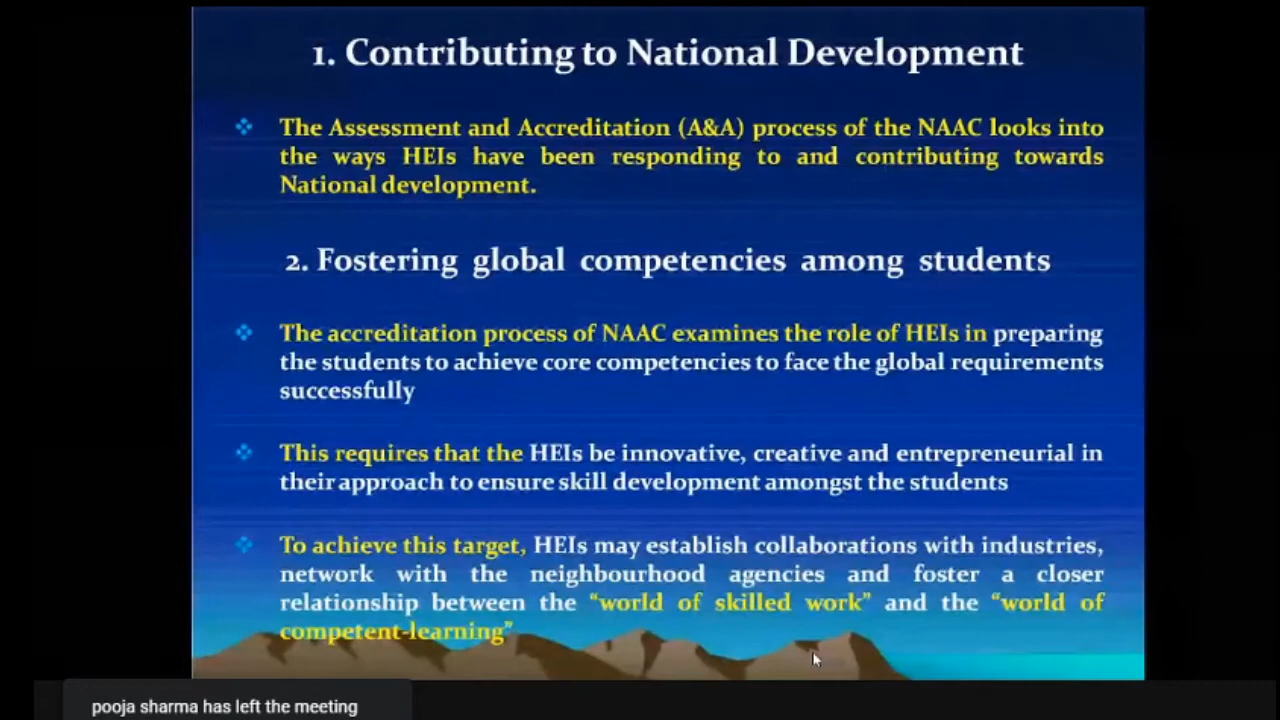 1. Contributing to National Development
The Assessment and Accreditation (A&A) process of the NAAC looks into
the ways HEIs have been responding to and contributing towards
National development.
2. Fostering global competencies among students
The accreditation process of NAAC examines the role of HEIs in preparing
the students to achieve core competencies to face the global requirements
successfully
This requires that the HEIs be innovative, creative and entrepreneurial in
their approach to ensure skill development amongst the students
To achieve this target, HEIs may establish collaborations with industries,
network with the neighbourhood agencies and foster a closer
relationship between the “world of skilled work” and the “world of
competent-learning”
pooja sharma has left the meeting